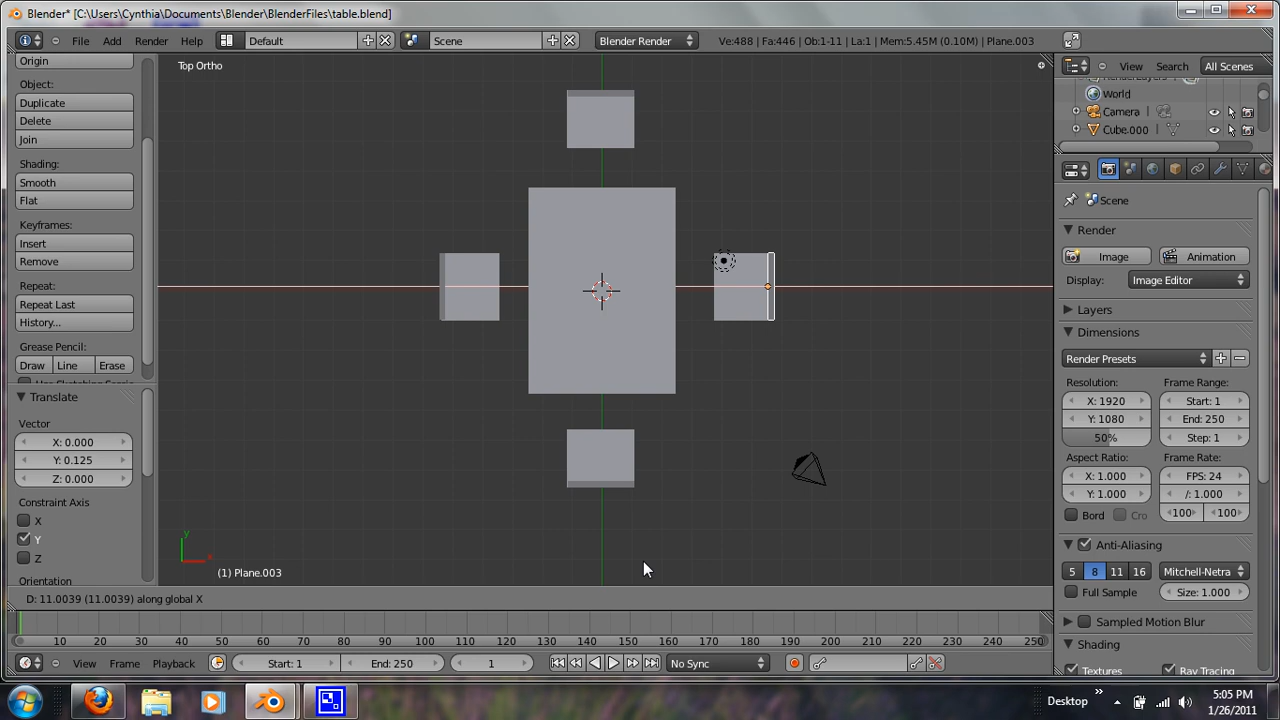 Blender* [C:\Users\Cynthia\Documents\Blender\BlenderFiles\table.blend]
File Add Render Help Default Scene Blender Render Ve:488 | Fa:446 | Ob:1-11 | La:1 | Mem:5.45M (0.10M) | Plane.003
Origin
Object:
Duplicate
Delete
Join
Shading:
Smooth
Flat
Keyframes:
Insert
Remove
Repeat:
Repeat Last
History...
Grease Pencil:
Draw Line Erase
Translate
Vector
X: 0.000
Y: 0.125
Z: 0.000
Constraint Axis
X
Y
Z
Orientation
Top Ortho
y
(1) Plane.003
D: 11.0039 (11.0039) along global X
View Search All Scenes
World
Camera
Cube.000
Scene
Render
Image Animation
Display: Image Editor
Layers
Dimensions
Render Presets
Resolution: Frame Range:
X: 1920 Start: 1
Y: 1080 End: 250
50% Step: 1
Aspect Ratio: Frame Rate:
X: 1.000 FPS: 24
Y: 1.000 /: 1.000
Bord Cro 100 100
Anti-Aliasing
5 8 11 16 Mitchell-Netra
Full Sample Size: 1.000
Sampled Motion Blur
Shading
Textures Ray Tracing
0 10 20 30 40 50 60 70 80 90 100 110 120 130 140 150 160 170 180 190 200 210 220 230 240 250
View Frame Playback Start: 1 End: 250 1 No Sync
Desktop
5:05 PM
1/26/2011